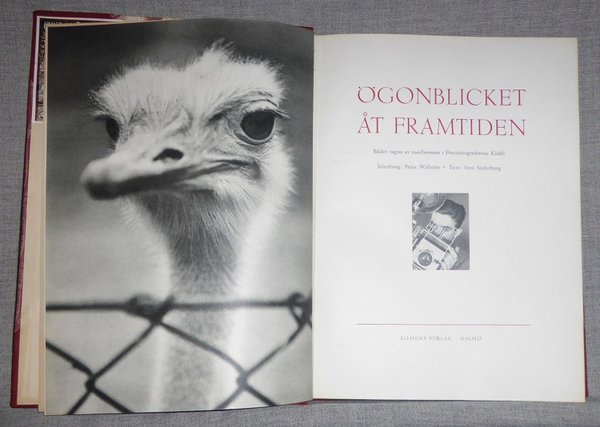 ÖGONBLICKET
ÅT FRAMTIDEN
Bilder tagna av medlemmar i Pressfotografernas Klubb
Inledning: Prins Wilhelm • Text: Sven Söderberg
ALLHEMS FÖRLAG · MALMÖ